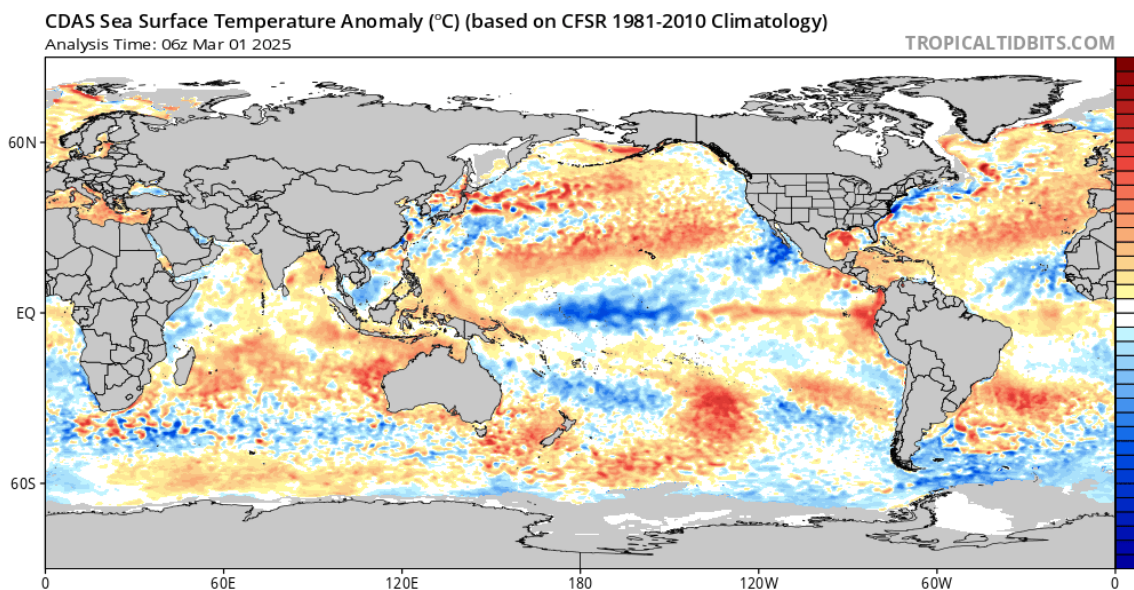 CDAS Sea Surface Temperature Anomaly (°C) (based on CFSR 1981-2010 Climatology)
Analysis Time: 06z Mar 01 2025
TROPICALTIDBITS.COM
60N
EQ
60S
0
60E
120E
180
120W
60W
0